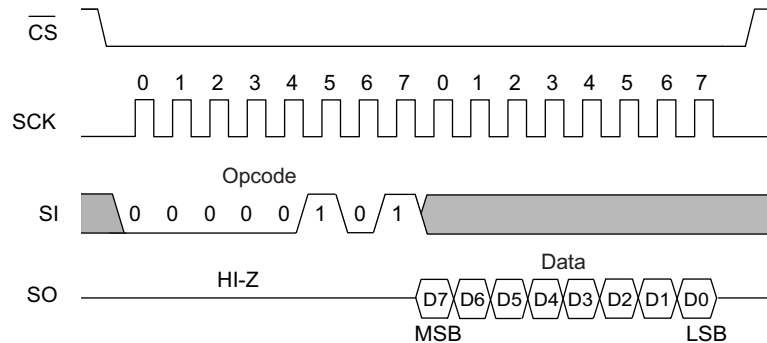 CS
0 1 2 3 4 5 6 7 0 1 2 3 4 5 6 7
SCK
Opcode
SI 0 0 0 0 0 1 0 1
Data
HI-Z
SO D7 D6 D5 D4 D3 D2 D1 D0
MSB LSB